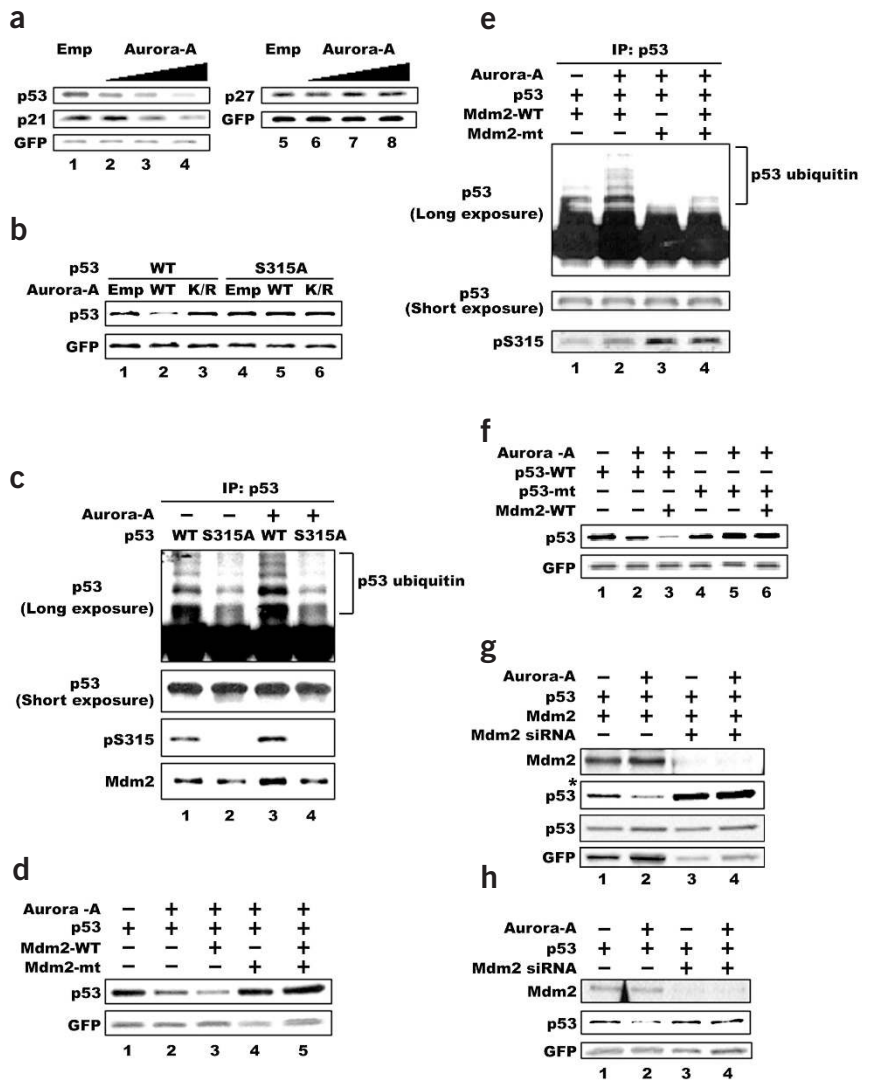 a
Emp Aurora-A
p53
p21
GFP
1 2 3 4
Emp Aurora-A
p27
GFP
5 6 7 8
b
p53 WT S315A
Aurora-A Emp WT K/R Emp WT K/R
p53
GFP
1 2 3 4 5 6
c
IP: p53
Aurora-A – – + +
p53 WT S315A WT S315A
p53
(Long exposure)
p53 ubiquitin
p53
(Short exposure)
pS315
Mdm2
1 2 3 4
d
Aurora -A – + + + +
p53 + + + + +
Mdm2-WT – – + – +
Mdm2-mt – – – + +
p53
GFP
1 2 3 4 5
e
IP: p53
Aurora-A – + + +
p53 + + + +
Mdm2-WT + + – +
Mdm2-mt – – + +
p53
(Long exposure)
p53 ubiquitin
p53
(Short exposure)
pS315
1 2 3 4
f
Aurora -A – + + – + +
p53-WT + + + – – –
p53-mt – – – + + +
Mdm2-WT – – + – – +
p53
GFP
1 2 3 4 5 6
g
Aurora-A – + – +
p53 + + + +
Mdm2 + + + +
Mdm2 siRNA – – + +
Mdm2
p53*
p53
GFP
1 2 3 4
h
Aurora-A – + – +
p53 + + + +
Mdm2 siRNA – – + +
Mdm2
p53
GFP
1 2 3 4